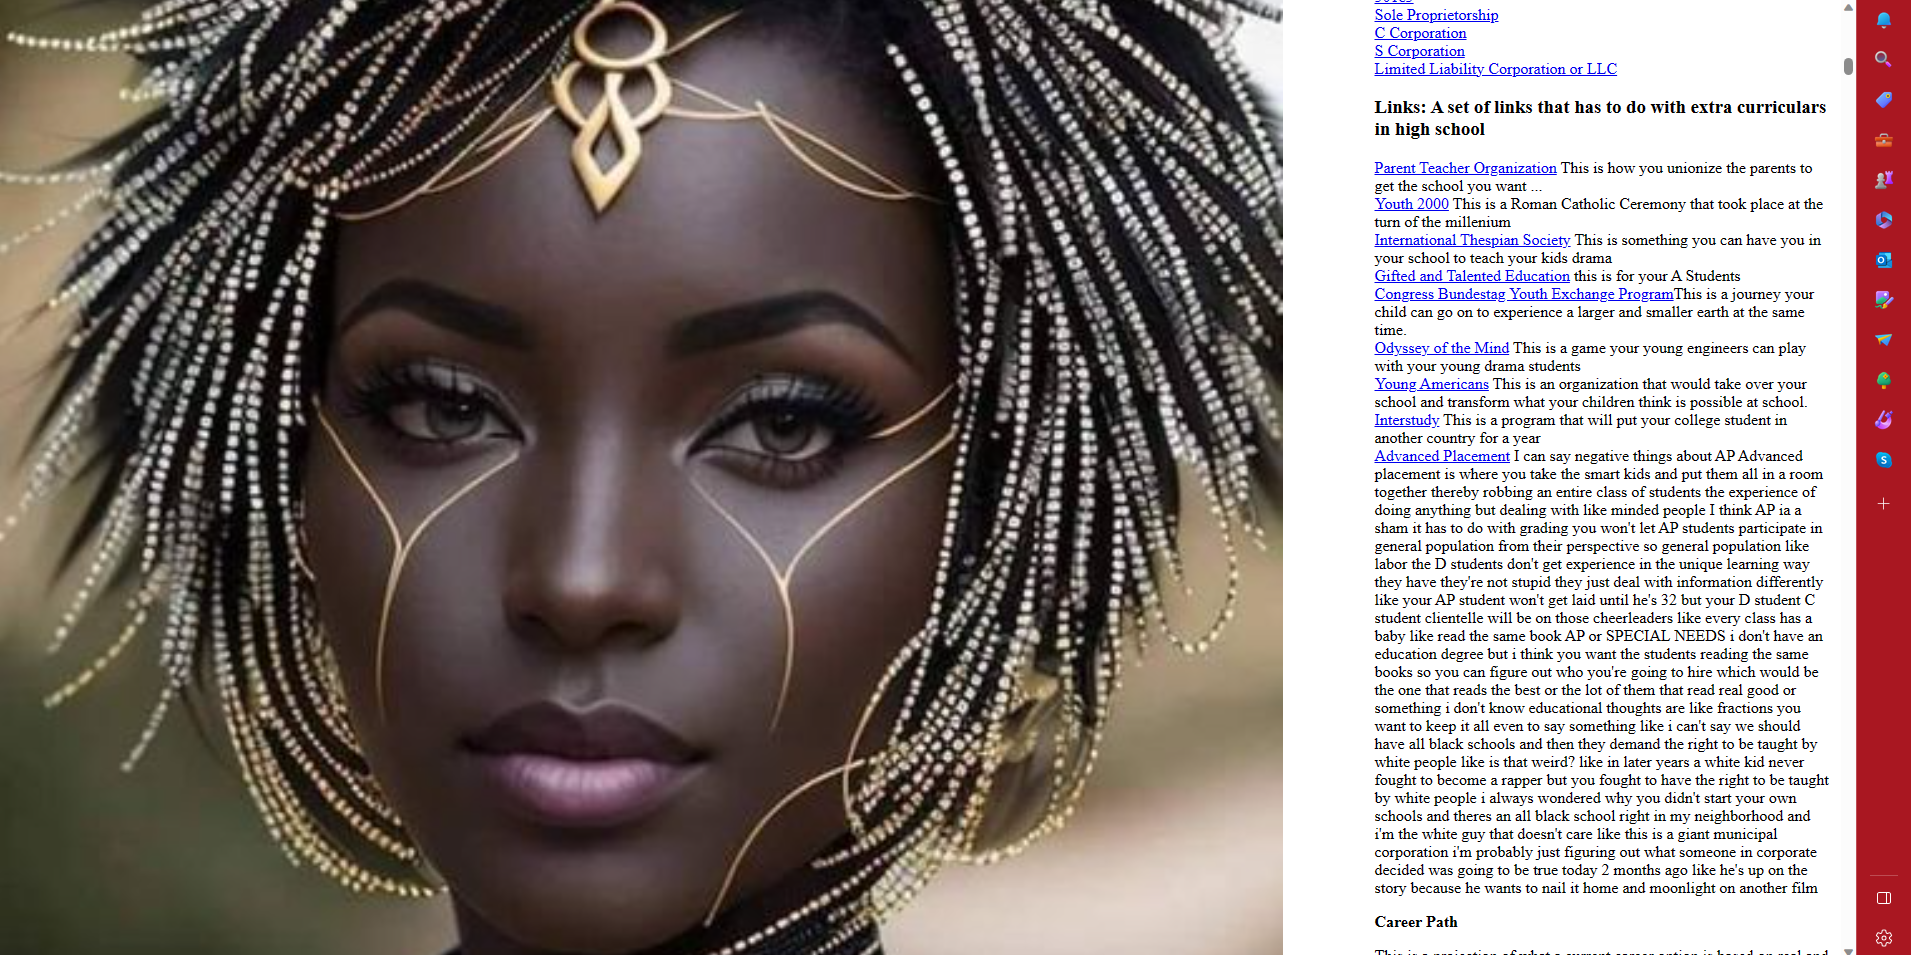 Sole Proprietorship
C Corporation
S Corporation
Limited Liability Corporation or LLC
Links: A set of links that has to do with extra curriculars
in high school
Parent Teacher Organization This is how you unionize the parents to
get the school you want ...
Youth 2000 This is a Roman Catholic Ceremony that took place at the
turn of the millenium
International Thespian Society This is something you can have you in
your school to teach your kids drama
Gifted and Talented Education this is for your A Students
Congress Bundestag Youth Exchange ProgramThis is a journey your
child can go on to experience a larger and smaller earth at the same
time.
Odyssey of the Mind This is a game your young engineers can play
with your young drama students
Young Americans This is an organization that would take over your
school and transform what your children think is possible at school.
Interstudy This is a program that will put your college student in
another country for a year
Advanced Placement I can say negative things about AP Advanced
placement is where you take the smart kids and put them all in a room
together thereby robbing an entire class of students the experience of
doing anything but dealing with like minded people I think AP ia a
sham it has to do with grading you won't let AP students participate in
general population from their perspective so general population like
labor the D students don't get experience in the unique learning way
they have they're not stupid they just deal with information differently
like your AP student won't get laid until he's 32 but your D student C
student clientelle will be on those cheerleaders like every class has a
baby like read the same book AP or SPECIAL NEEDS i don't have an
education degree but i think you want the students reading the same
books so you can figure out who you're going to hire which would be
the one that reads the best or the lot of them that read real good or
something i don't know educational thoughts are like fractions you
want to keep it all even to say something like i can't say we should
have all black schools and then they demand the right to be taught by
white people like is that weird? like in later years a white kid never
fought to become a rapper but you fought to have the right to be taught
by white people i always wondered why you didn't start your own
schools and theres an all black school right in my neighborhood and
i'm the white guy that doesn't care like this is a giant municipal
corporation i'm probably just figuring out what someone in corporate
decided was going to be true today 2 months ago like he's up on the
story because he wants to nail it home and moonlight on another film
Career Path